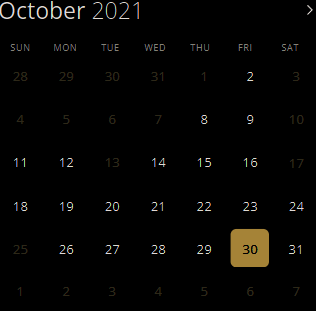 October 2021
SUN MON TUE WED THU FRI SAT
28 29 30 31 1 2 3
4 5 6 7 8 9 10
11 12 13 14 15 16 17
18 19 20 21 22 23 24
25 26 27 28 29 30 31
1 2 3 4 5 6 7